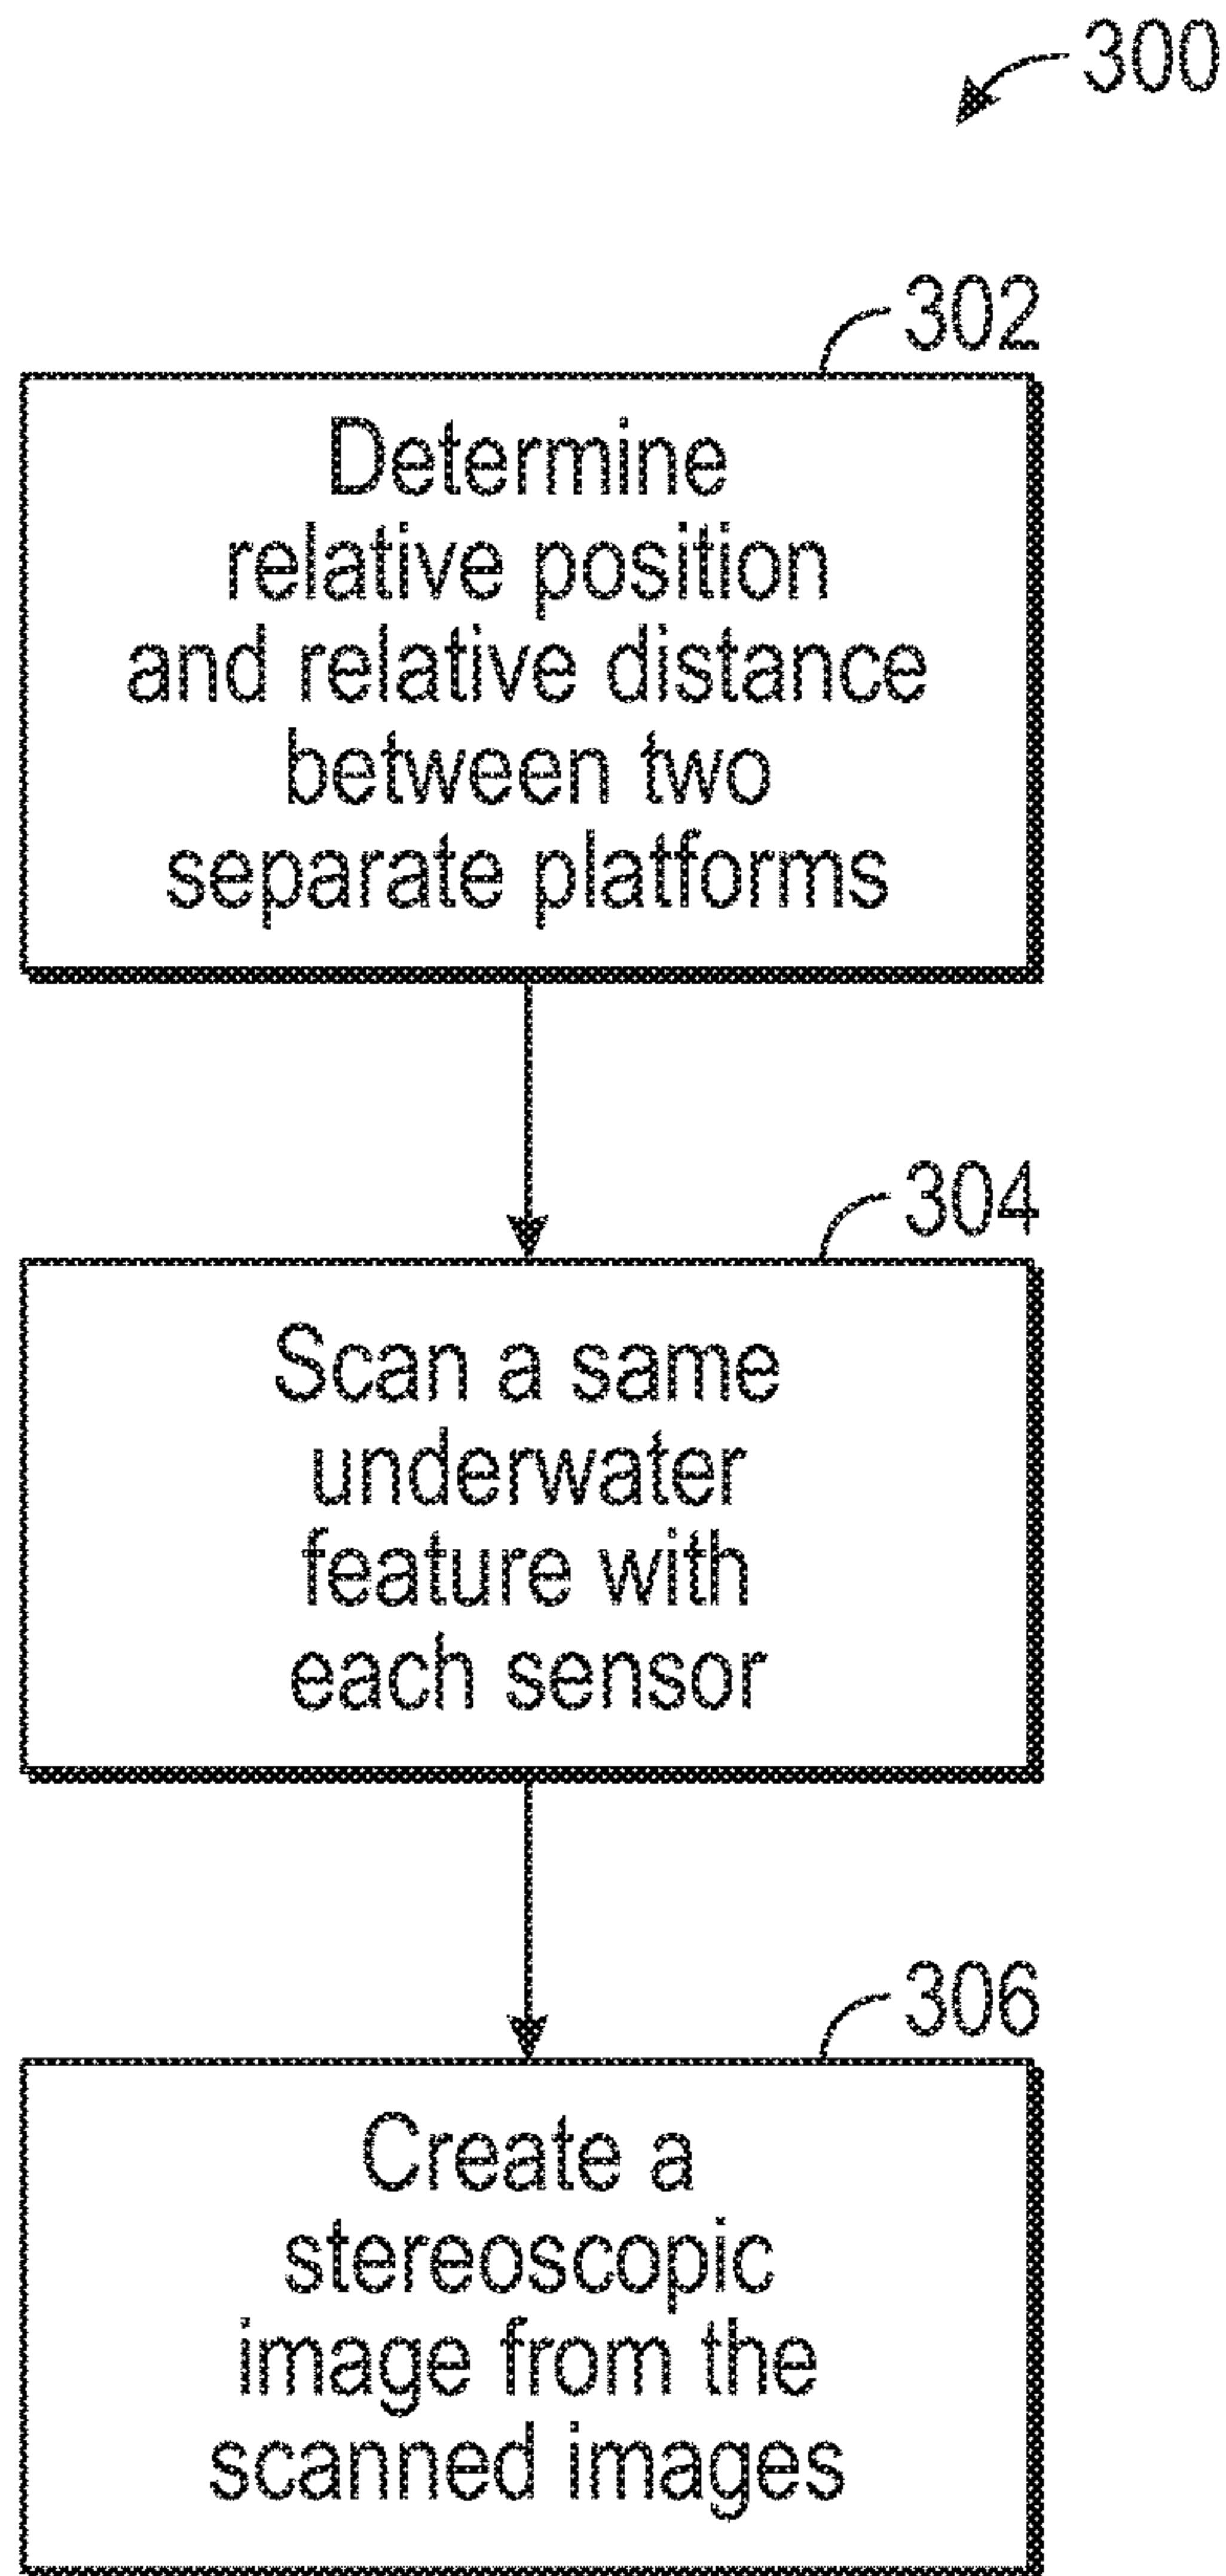 300
302
Determine
relative position
and relative distance
between two
separate platforms
304
Scan a same
underwater
feature with
each sensor
306
Create a
stereoscopic
image from the
scanned images